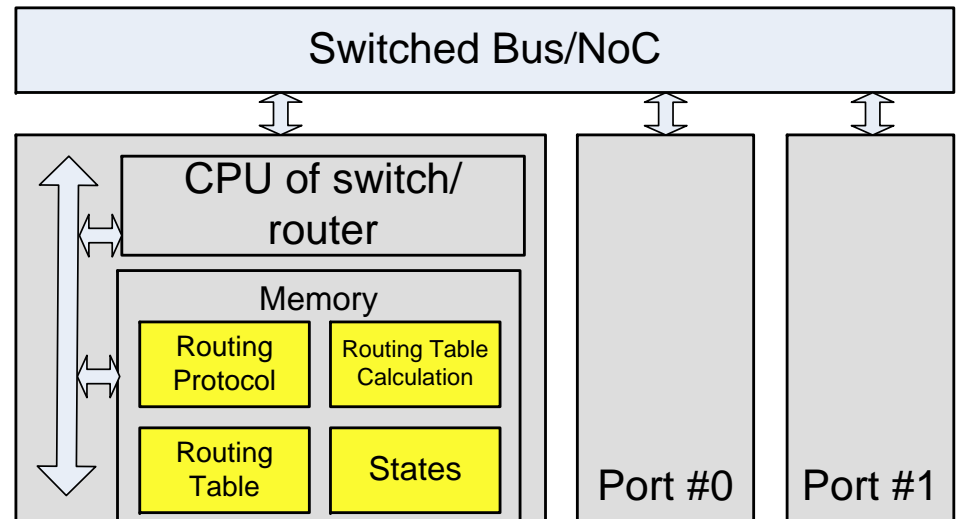 Switched Bus/NoC
CPU of switch/
router
Memory
Routing
Protocol
Routing Table
Calculation
Routing
Table
States
Port #0
Port #1